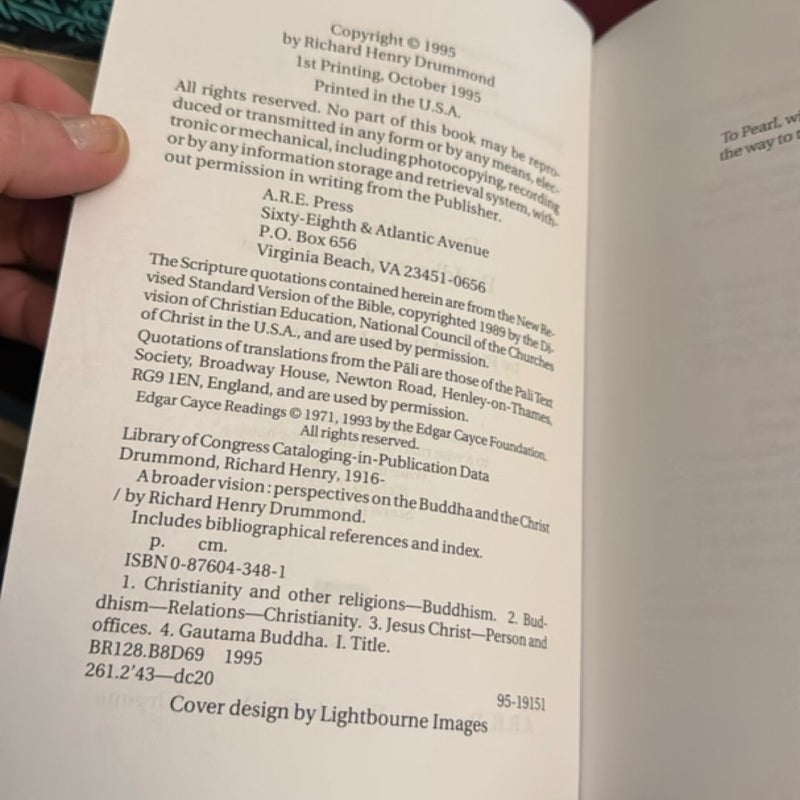 Copyright © 1995
by Richard Henry Drummond
1st Printing, October 1995
Printed in the U.S.A.
All rights reserved. No part of this book may be repro-
duced or transmitted in any form or by any means, elec-
tronic or mechanical, including photocopying, recording
or by any information storage and retrieval system, with-
out permission in writing from the Publisher.
A.R.E. Press
Sixty-Eighth & Atlantic Avenue
P.O. Box 656
Virginia Beach, VA 23451-0656
The Scripture quotations contained herein are from the New Re-
vised Standard Version of the Bible, copyrighted 1989 by the Di-
vision of Christian Education, National Council of the Churches
of Christ in the U.S.A., and are used by permission.
Quotations of translations from the Pāli are those of the Pali Text
Society, Broadway House, Newton Road, Henley-on-Thames,
RG9 1EN, England, and are used by permission.
Edgar Cayce Readings © 1971, 1993 by the Edgar Cayce Foundation.
All rights reserved.
Library of Congress Cataloging-in-Publication Data
Drummond, Richard Henry, 1916-
A broader vision : perspectives on the Buddha and the Christ
/ by Richard Henry Drummond.
Includes bibliographical references and index.
p. cm.
ISBN 0-87604-348-1
1. Christianity and other religions—Buddhism. 2. Bud-
dhism—Relations—Christianity. 3. Jesus Christ—Person and
offices. 4. Gautama Buddha. I. Title.
BR128.B8D69 1995
261.2'43—dc20
95-19151
Cover design by Lightbourne Images
To Pearl,
the way to